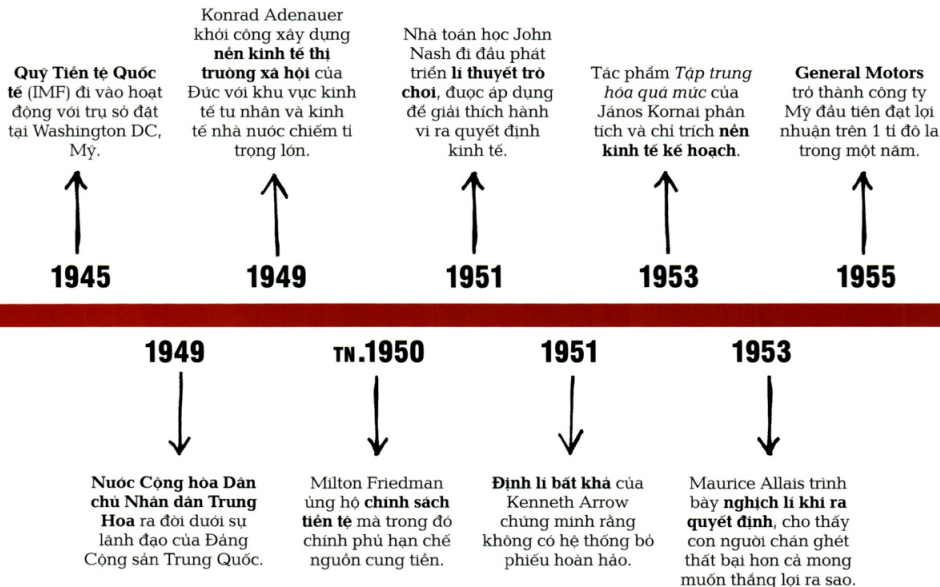 Quỹ Tiền tệ Quốc
tế (IMF) đi vào hoạt
động với trụ sở đặt
tại Washington DC,
Mỹ.
1945
Konrad Adenauer
khởi công xây dựng
nền kinh tế thị
trường xã hội của
Đức với khu vực kinh
tế tư nhân và kinh
tế nhà nước chiếm tỉ
trọng lớn.
1949
Nhà toán học John
Nash đi đầu phát
triển lí thuyết trò
chơi, được áp dụng
để giải thích hành
vi ra quyết định
kinh tế.
1951
Tác phẩm Tập trung
hóa quá mức của
János Kornai phân
tích và chỉ trích nền
kinh tế kế hoạch.
1953
General Motors
trở thành công ty
Mỹ đầu tiên đạt lợi
nhuận trên 1 tỉ đô la
trong một năm.
1955
1949
Nước Cộng hòa Dân
chủ Nhân dân Trung
Hoa ra đời dưới sự
lãnh đạo của Đảng
Cộng sản Trung Quốc.
TN.1950
Milton Friedman
ủng hộ chính sách
tiền tệ mà trong đó
chính phủ hạn chế
nguồn cung tiền.
1951
Định lí bất khả của
Kenneth Arrow
chứng minh rằng
không có hệ thống bỏ
phiếu hoàn hảo.
1953
Maurice Allais trình
bày nghịch lí khi ra
quyết định, cho thấy
con người chán ghét
thất bại hơn cả mong
muốn thắng lợi ra sao.